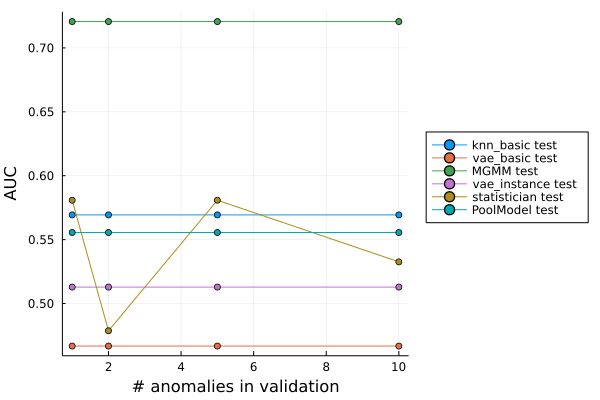 AUC
0.70
0.65
0.60
0.55
0.50
2
4
6
8
10
# anomalies in validation
knn_basic test
vae_basic test
MGMM test
vae_instance test
statistician test
PoolModel test